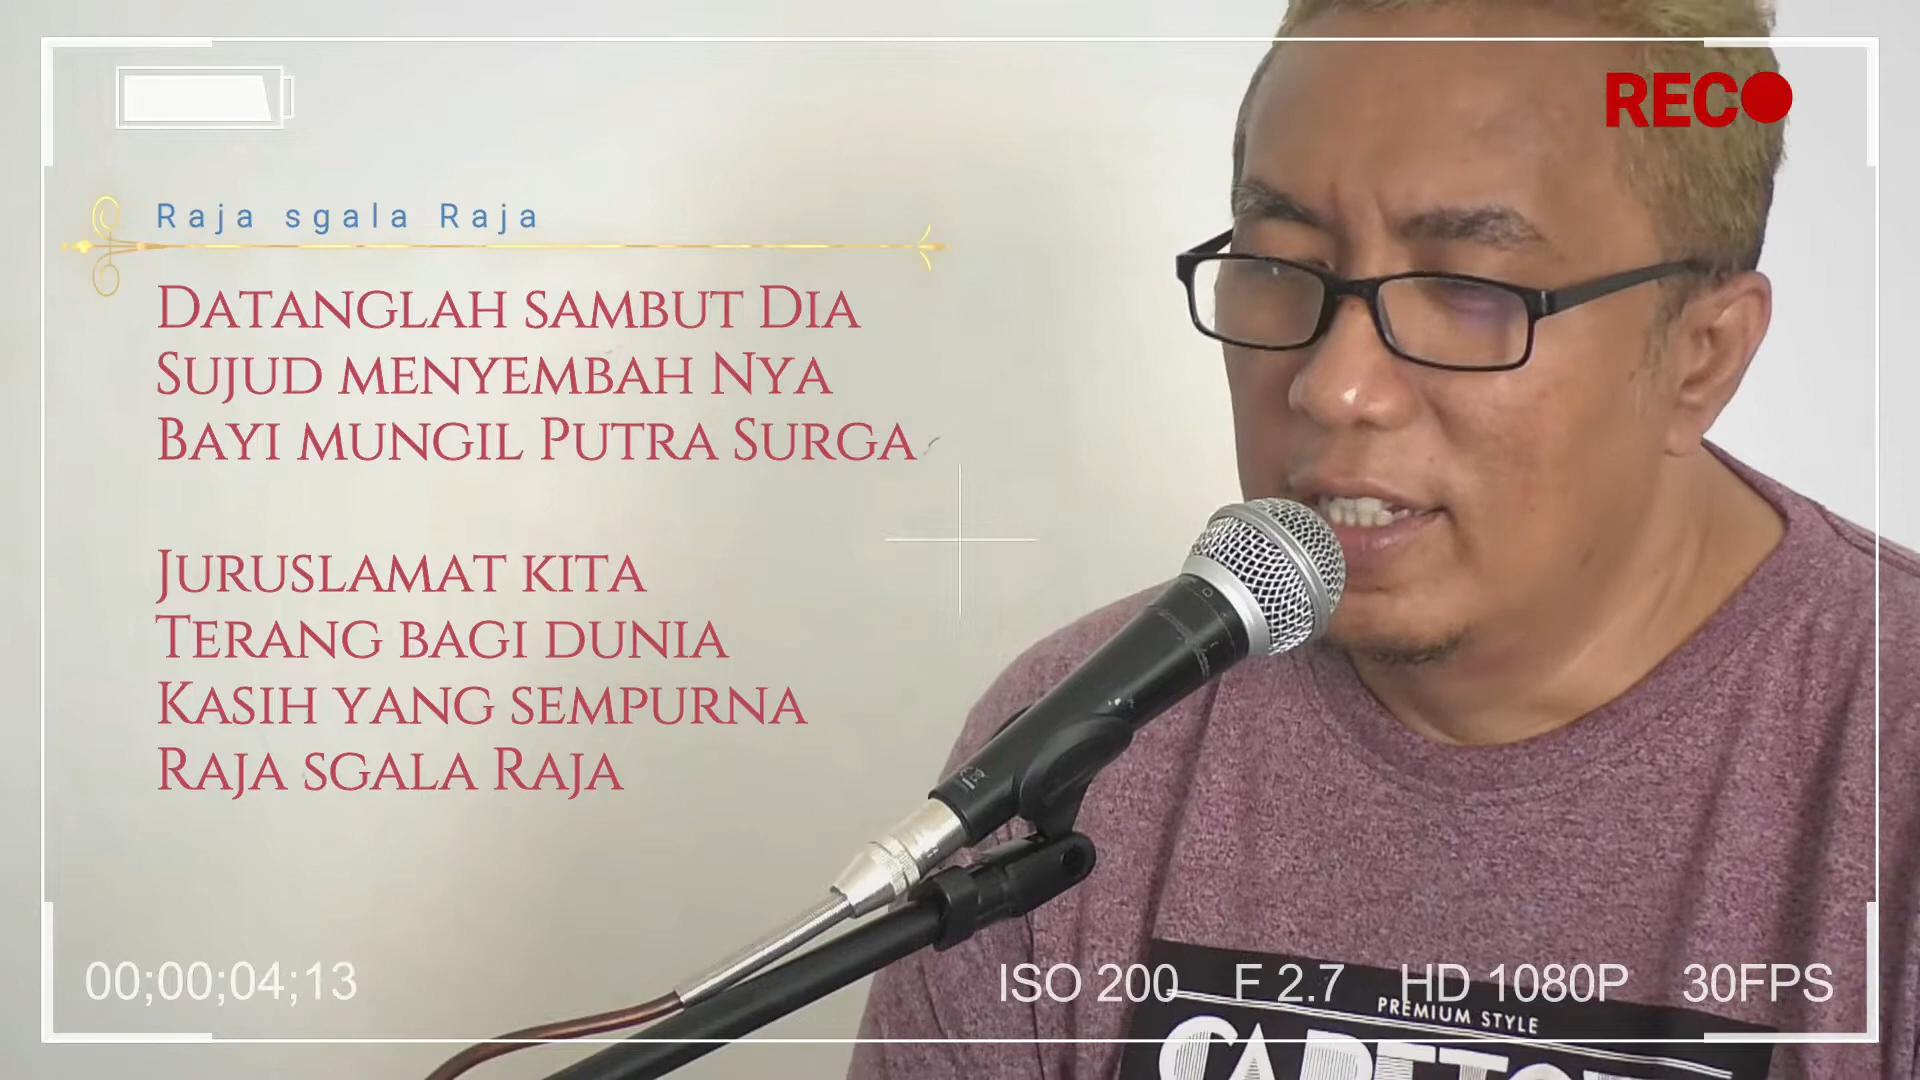 REC
Raja sgala Raja
Datanglah sambut Dia
Sujud menyembah Nya
Bayi mungil Putra Surga
Juruslamat kita
Terang bagi dunia
Kasih yang sempurna
Raja sgala Raja
00;00;04;13
ISO 200 F 2.7 HD 1080P 30FPS
PREMIUM STYLE